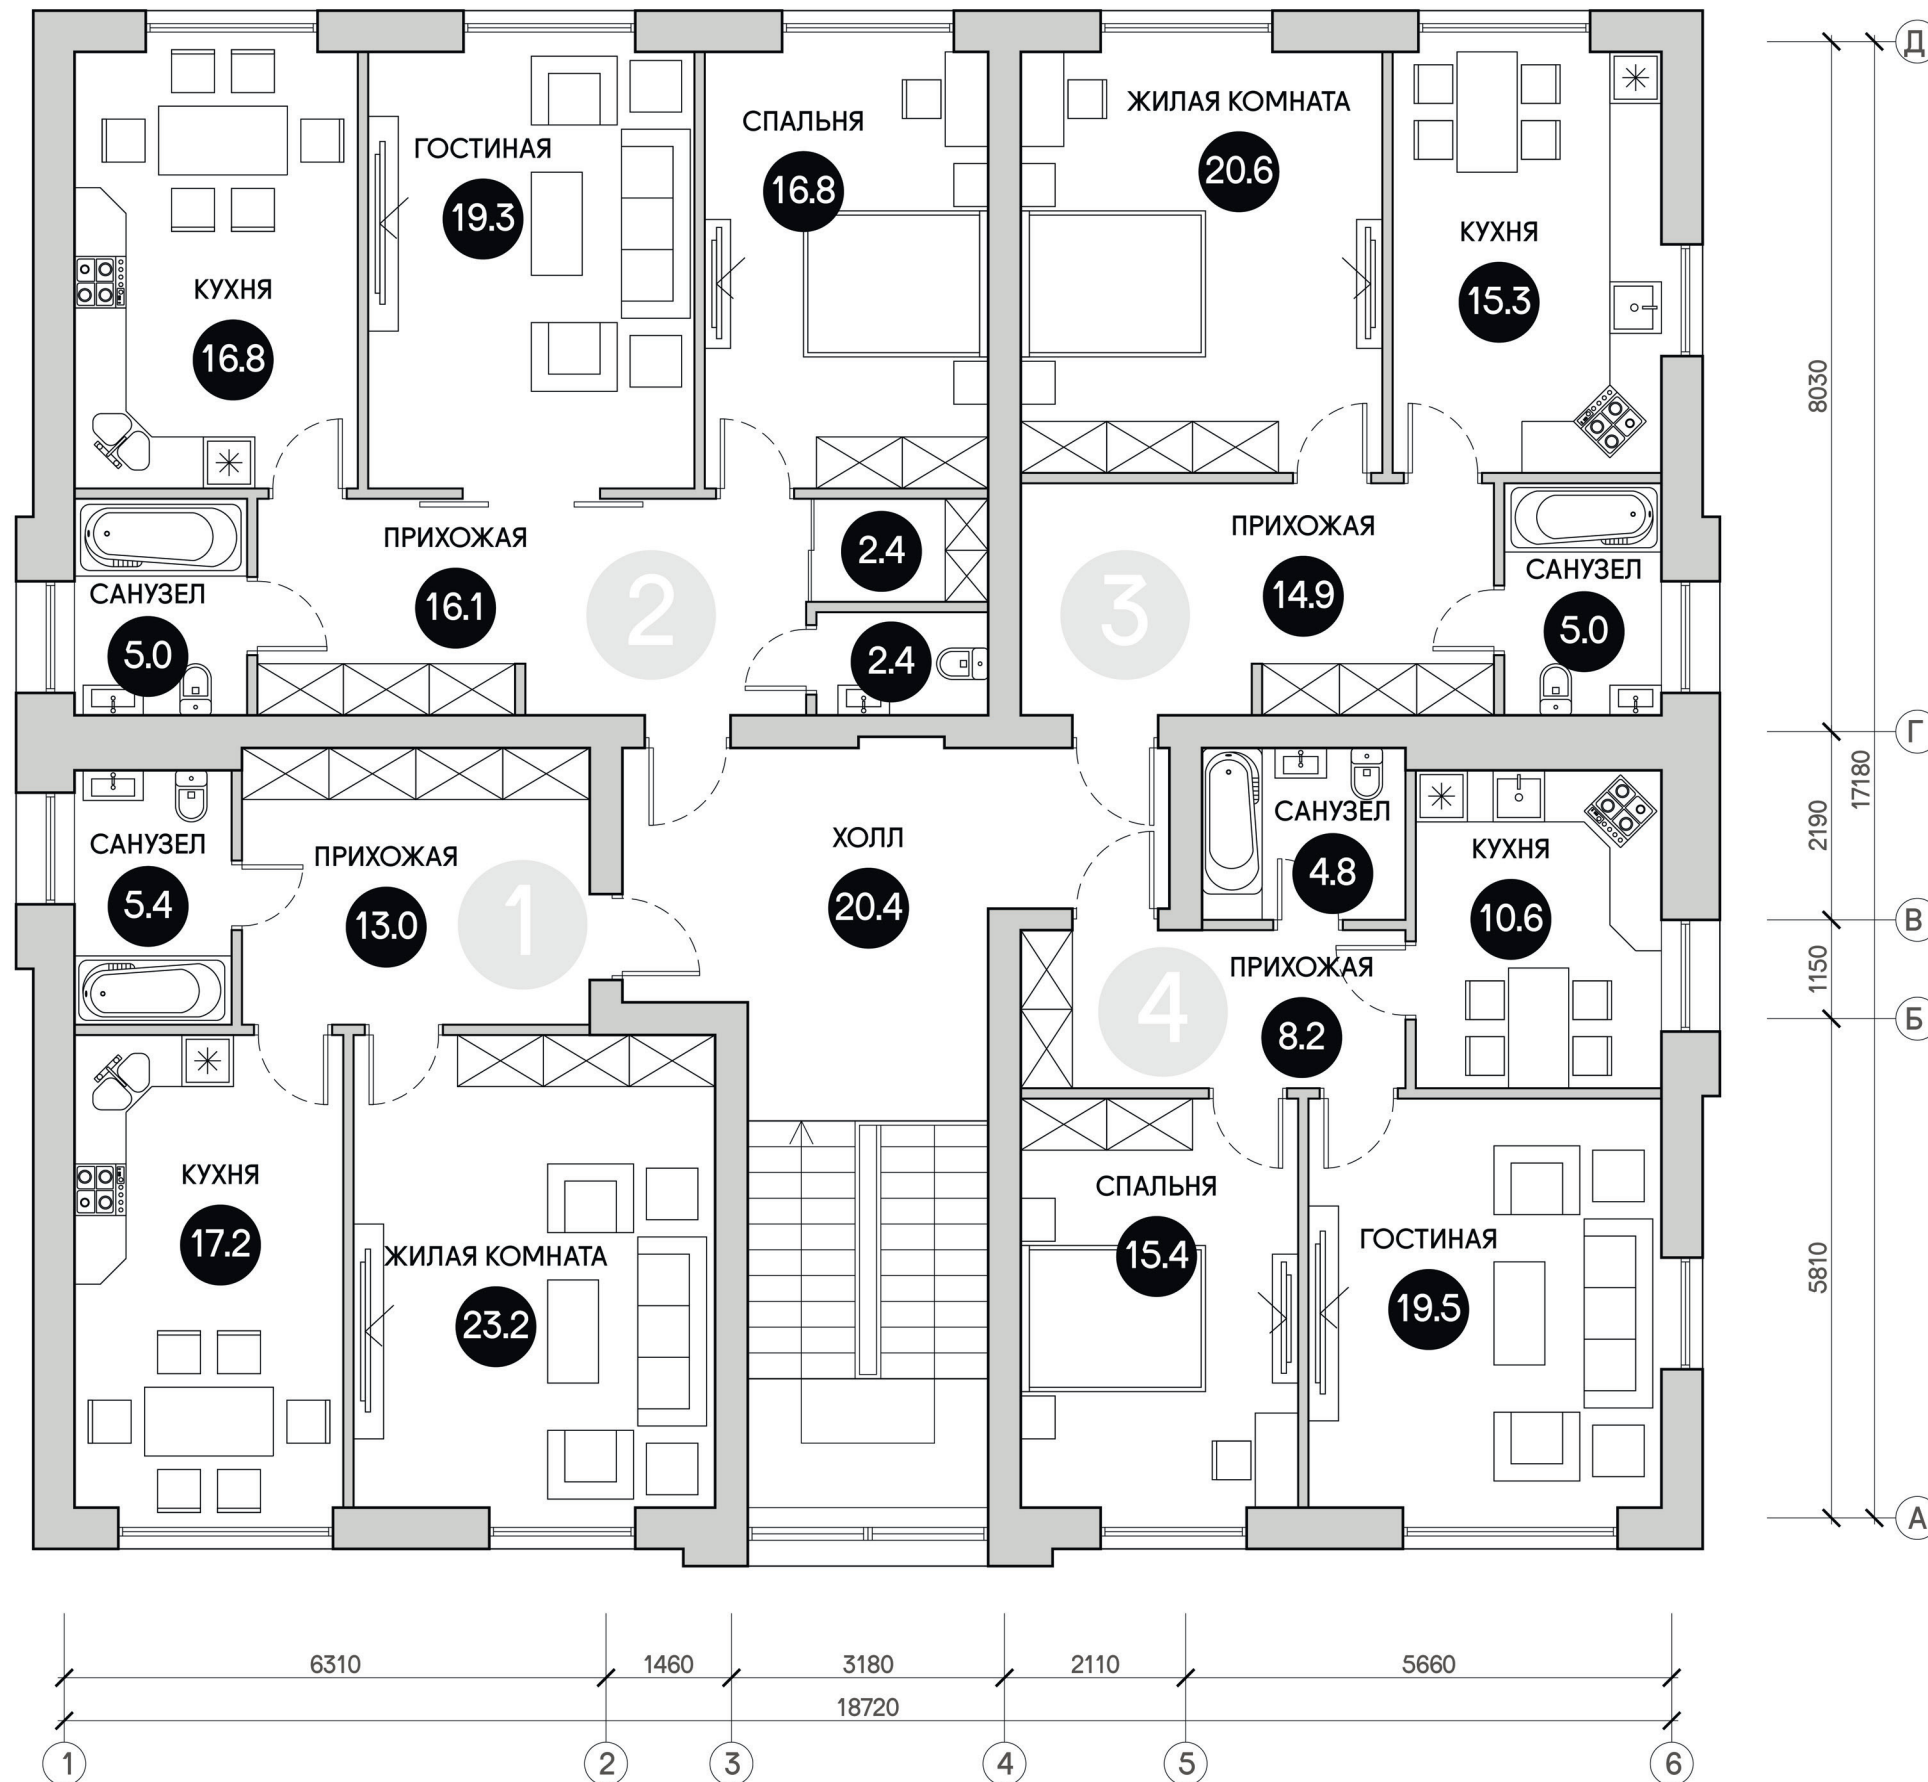 Д
ЖИЛАЯ КОМНАТА
20.6
СПАЛЬНЯ
16.8
ГОСТИНАЯ
19.3
КУХНЯ
15.3
КУХНЯ
16.8
8030
ПРИХОЖАЯ
16.1
2
2.4
2.4
САНУЗЕЛ
5.0
3
ПРИХОЖАЯ
14.9
САНУЗЕЛ
5.0
Г
17180
2190
САНУЗЕЛ
5.4
ПРИХОЖАЯ
13.0
1
ХОЛЛ
20.4
САНУЗЕЛ
4.8
КУХНЯ
10.6
В
1150
Б
4
ПРИХОЖАЯ
8.2
КУХНЯ
17.2
ЖИЛАЯ КОМНАТА
23.2
СПАЛЬНЯ
15.4
ГОСТИНАЯ
19.5
5810
А
6310
1460
3180
2110
5660
18720
1
2
3
4
5
6